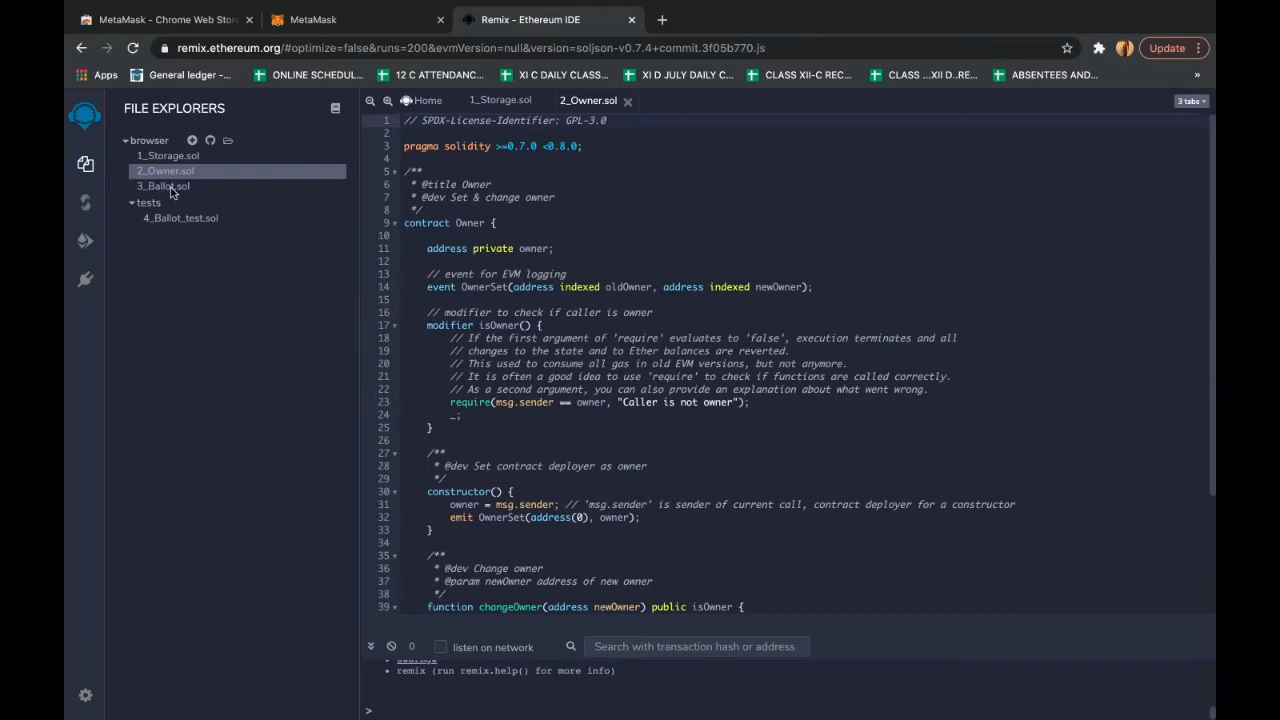 MetaMask - Chrome Web Stor
MetaMask
Remix - Ethereum IDE
remix.ethereum.org/#optimize=false&runs=200&evmVersion=null&version=soljson-v0.7.4+commit.3f05b770.js
Update
Apps
General ledger -...
ONLINE SCHEDUL...
12 C ATTENDANC...
XI C DAILY CLASS...
XI D JULY DAILY C...
CLASS XII-C REC...
CLASS ...XII D..RE...
ABSENTEES AND...
»
FILE EXPLORERS
browser
1_Storage.sol
2_Owner.sol
3_Ballot.sol
tests
4_Ballot_test.sol
Home
1_Storage.sol
2_Owner.sol
3 tabs
1 // SPDX-License-Identifier: GPL-3.0
2
3 pragma solidity >=0.7.0 <0.8.0;
4
5 /**
6 * @title Owner
7 * @dev Set & change owner
8 */
9 contract Owner {
10
11 address private owner;
12
13 // event for EVM logging
14 event OwnerSet(address indexed oldOwner, address indexed newOwner);
15
16 // modifier to check if caller is owner
17 modifier isOwner() {
18 // If the first argument of 'require' evaluates to 'false', execution terminates and all
19 // changes to the state and to Ether balances are reverted.
20 // This used to consume all gas in old EVM versions, but not anymore.
21 // It is often a good idea to use 'require' to check if functions are called correctly.
22 // As a second argument, you can also provide an explanation about what went wrong.
23 require(msg.sender == owner, "Caller is not owner");
24 _;
25 }
26
27 /**
28 * @dev Set contract deployer as owner
29 */
30 constructor() {
31 owner = msg.sender; // 'msg.sender' is sender of current call, contract deployer for a constructor
32 emit OwnerSet(address(0), owner);
33 }
34
35 /**
36 * @dev Change owner
37 * @param newOwner address of new owner
38 */
39 function changeOwner(address newOwner) public isOwner {
0
listen on network
Search with transaction hash or address
remix (run remix.help() for more info)
>